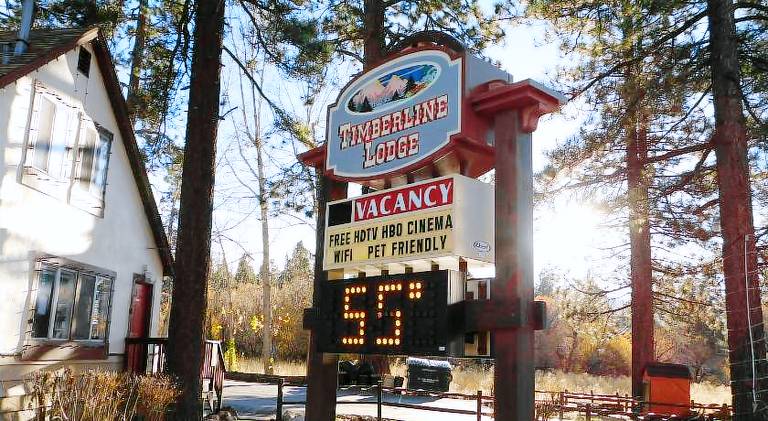 TIMBERLINE
LODGE
VACANCY
FREE HDTV HBO CINEMA
WIFI PET FRIENDLY
55°